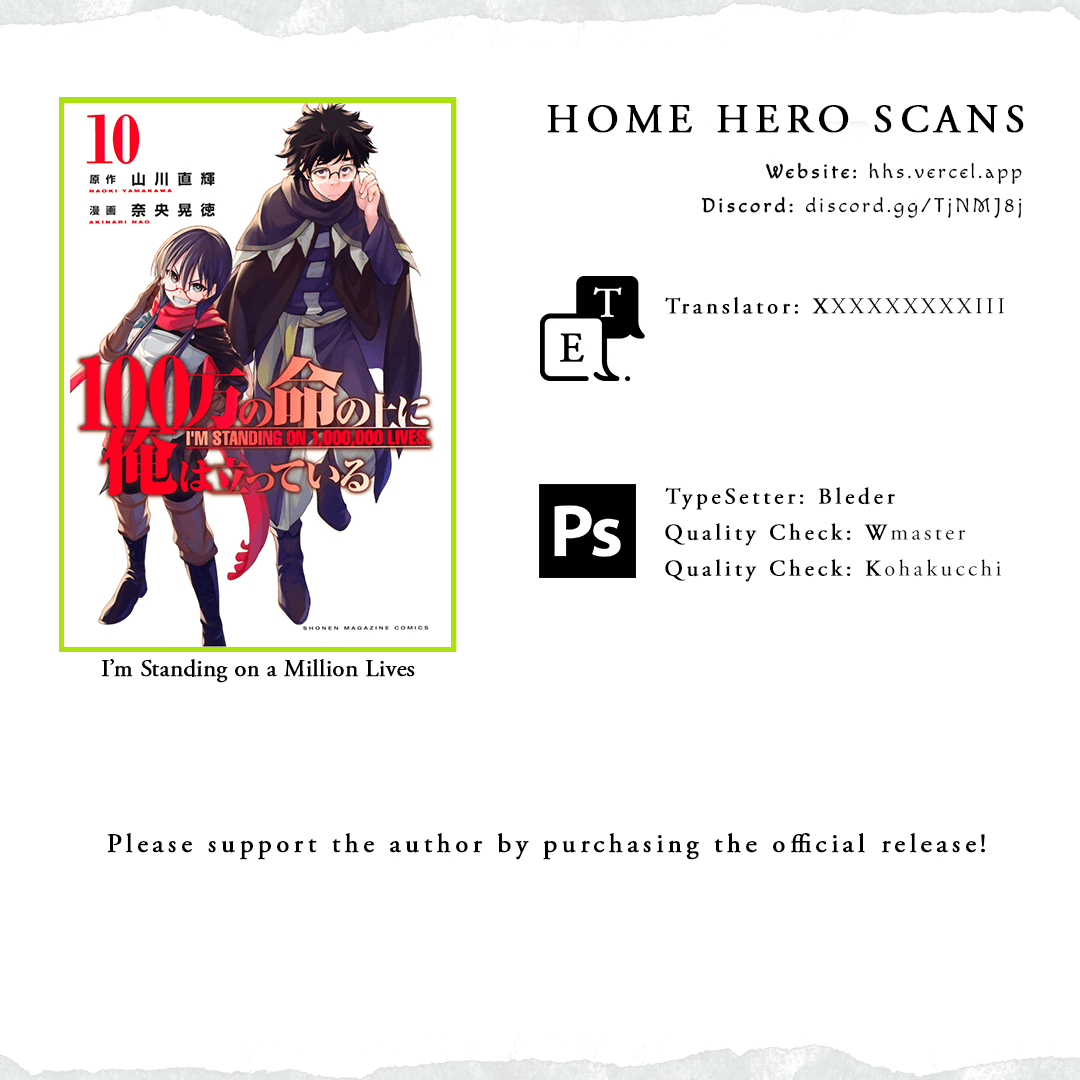 10
原作 山川直輝
NAOKI YAMAKAWA
漫画 奈央晃徳
AKINARI NAO
100万の命の上に
I'M STANDING ON 1,000,000 LIVES.
俺は立っている
SHONEN MAGAZINE COMICS
I'm Standing on a Million Lives
HOME HERO SCANS
Website: hhs.vercel.app
Discord: discord.gg/TjNMJ8j
T
E
Translator: XXXXXXXXXXIII
Ps
TypeSetter: Bleder
Quality Check: Wmaster
Quality Check: Kohakucchi
Please support the author by purchasing the official release!